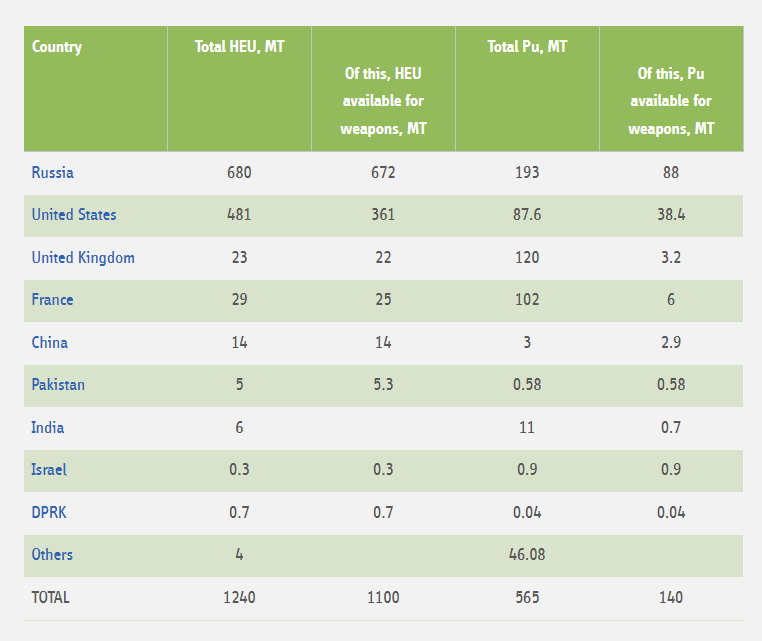 Country Total HEU, MT Of this, HEU available for weapons, MT Total Pu, MT Of this, Pu available for weapons, MT
Russia 680 672 193 88
United States 481 361 87.6 38.4
United Kingdom 23 22 120 3.2
France 29 25 102 6
China 14 14 3 2.9
Pakistan 5 5.3 0.58 0.58
India 6 11 0.7
Israel 0.3 0.3 0.9 0.9
DPRK 0.7 0.7 0.04 0.04
Others 4 46.08
TOTAL 1240 1100 565 140